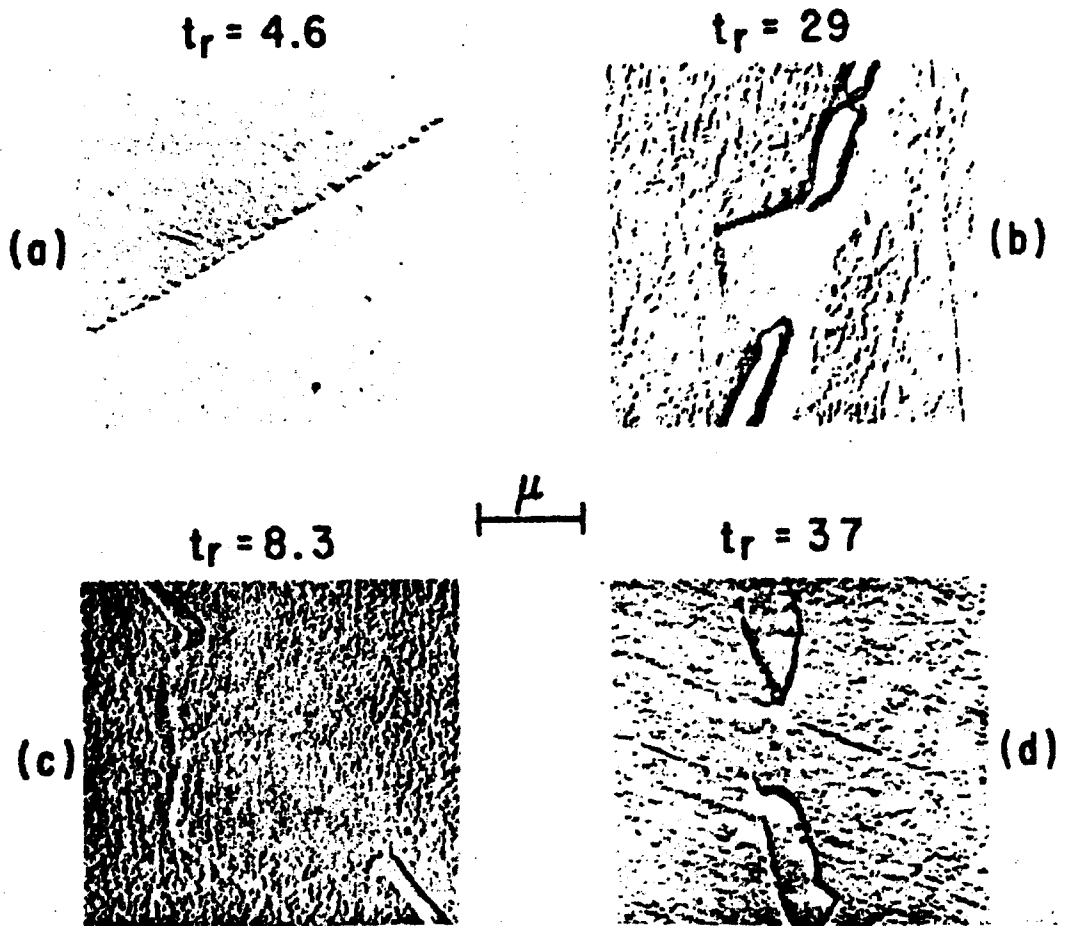 t_r = 4.6
t_r = 29
(a)
(b)
μ
t_r = 8.3
t_r = 37
(c)
(d)